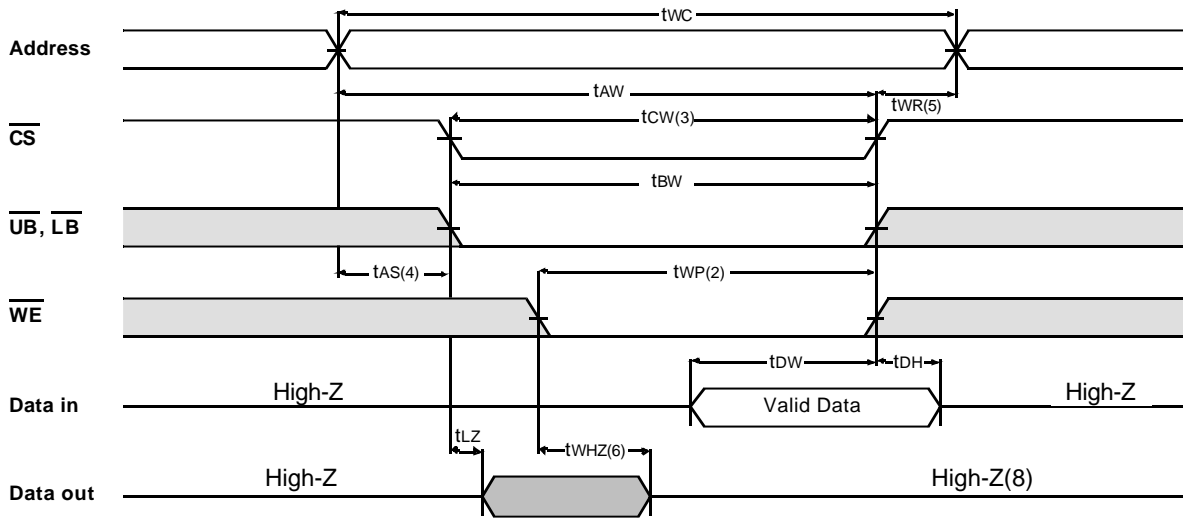 tWC
Address
tAW
tWR(5)
tCW(3)
CS
tBW
UB, LB
tAS(4)
tWP(2)
WE
tDW
tDH
High-Z
Valid Data
High-Z
Data in
tLZ
tWHZ(6)
High-Z
High-Z(8)
Data out